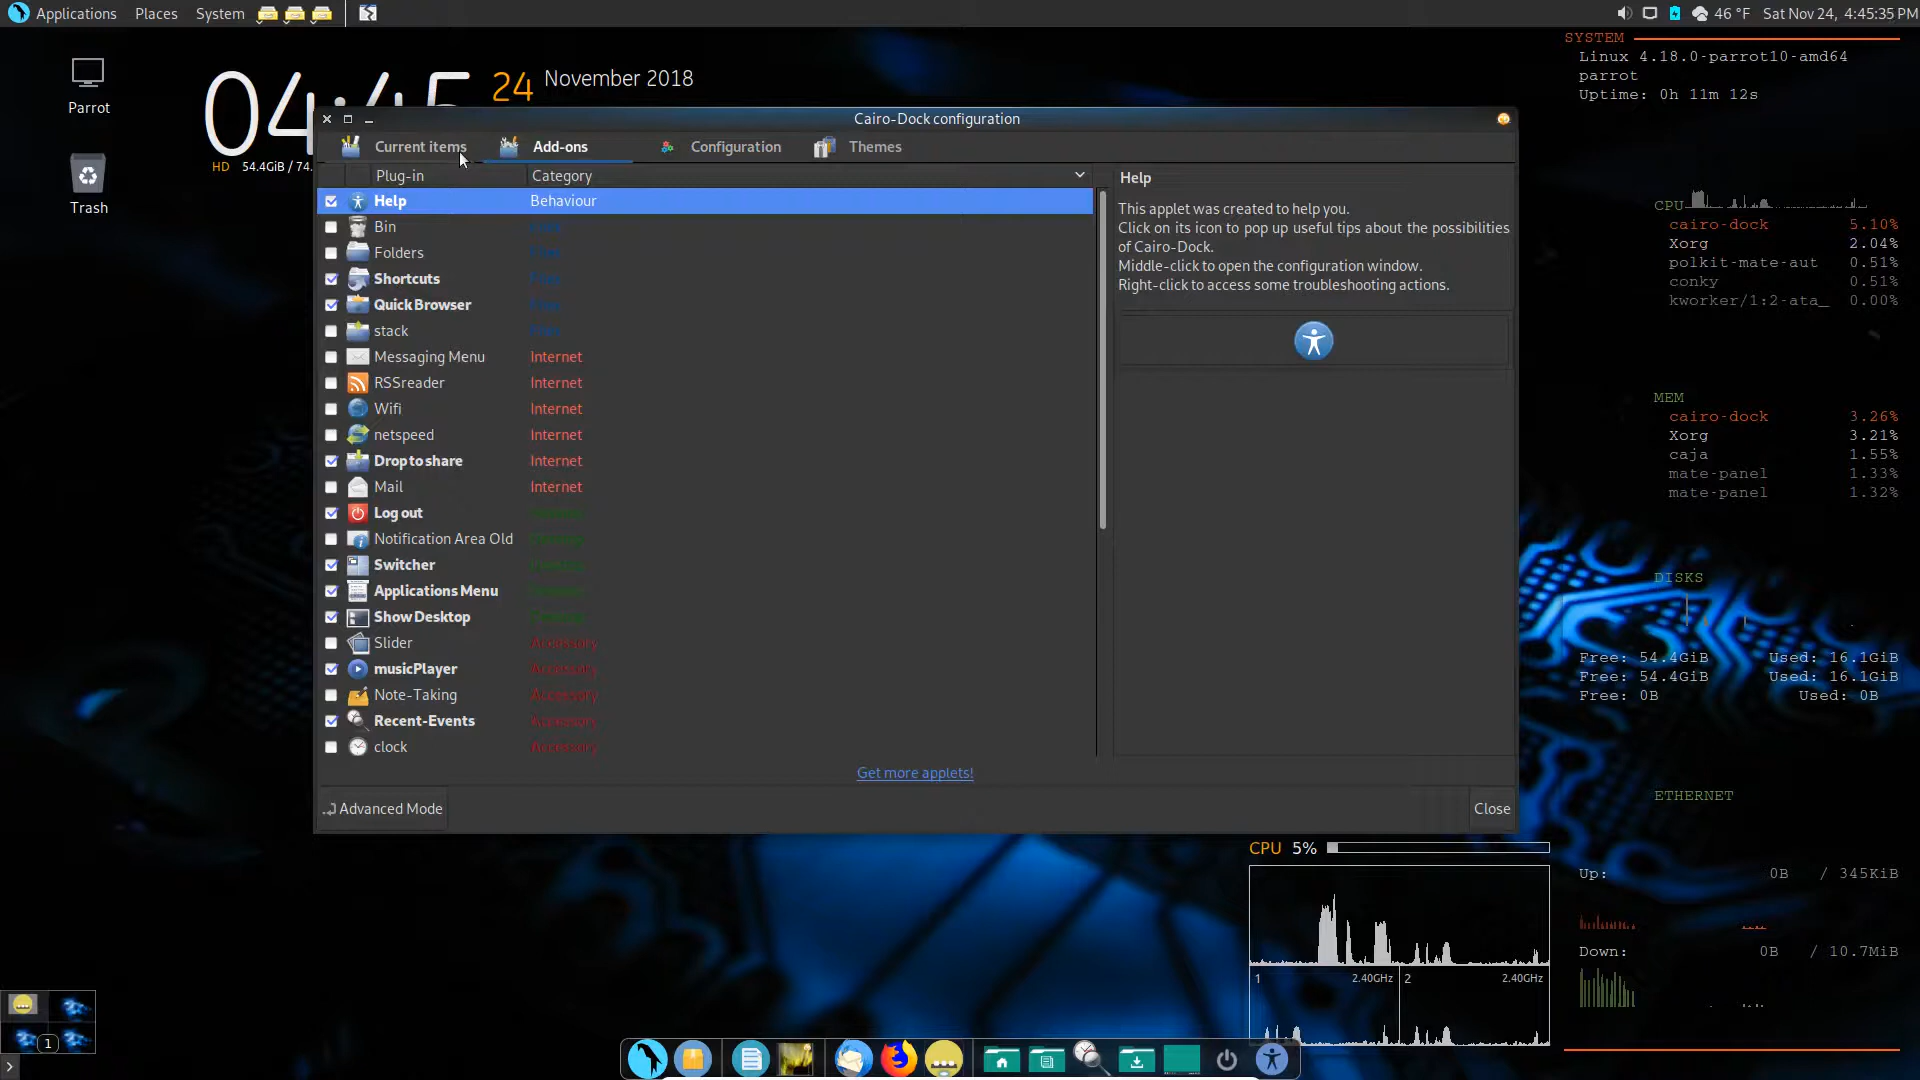 Applications Places System
46 °F Sat Nov 24, 4:45:35 PM
Parrot
Trash
04:45
24 November 2018
HD 54.4GiB / 74.
Cairo-Dock configuration
Current items Add-ons Configuration Themes
Plug-in Category
Help Behaviour
Bin
Folders
Shortcuts
Quick Browser
stack
Messaging Menu Internet
RSSreader Internet
Wifi Internet
netspeed Internet
Drop to share Internet
Mail Internet
Log out
Notification Area Old
Switcher
Applications Menu
Show Desktop
Slider Accessory
musicPlayer Accessory
Note-Taking Accessory
Recent-Events Accessory
clock Accessory
Help
This applet was created to help you.
Click on its icon to pop up useful tips about the possibilities
of Cairo-Dock.
Middle-click to open the configuration window.
Right-click to access some troubleshooting actions.
Get more applets!
Advanced Mode
Close
SYSTEM
Linux 4.18.0-parrot10-amd64
parrot
Uptime: 0h 11m 12s
CPU
cairo-dock 5.10%
Xorg 2.04%
polkit-mate-aut 0.51%
conky 0.51%
kworker/1:2-ata_ 0.00%
MEM
cairo-dock 3.26%
Xorg 3.21%
caja 1.55%
mate-panel 1.33%
mate-panel 1.32%
DISKS
Free: 54.4GiB Used: 16.1GiB
Free: 54.4GiB Used: 16.1GiB
Free: 0B Used: 0B
ETHERNET
Up: 0B / 345KiB
Down: 0B / 10.7MiB
CPU 5%
1 2.40GHz 2 2.40GHz
1